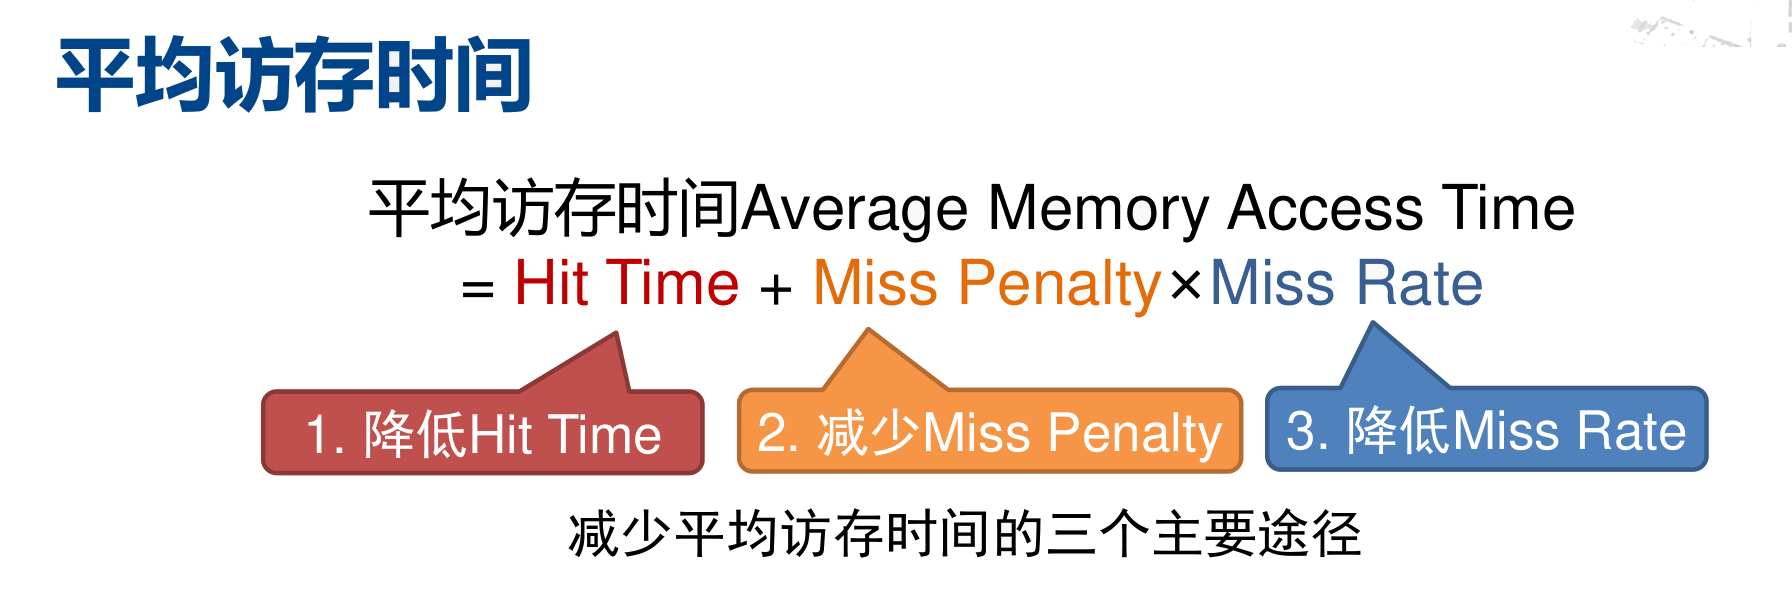 平均访存时间
平均访存时间Average Memory Access Time
= Hit Time + Miss Penalty×Miss Rate
1. 降低Hit Time
2. 减少Miss Penalty
3. 降低Miss Rate
减少平均访存时间的三个主要途径